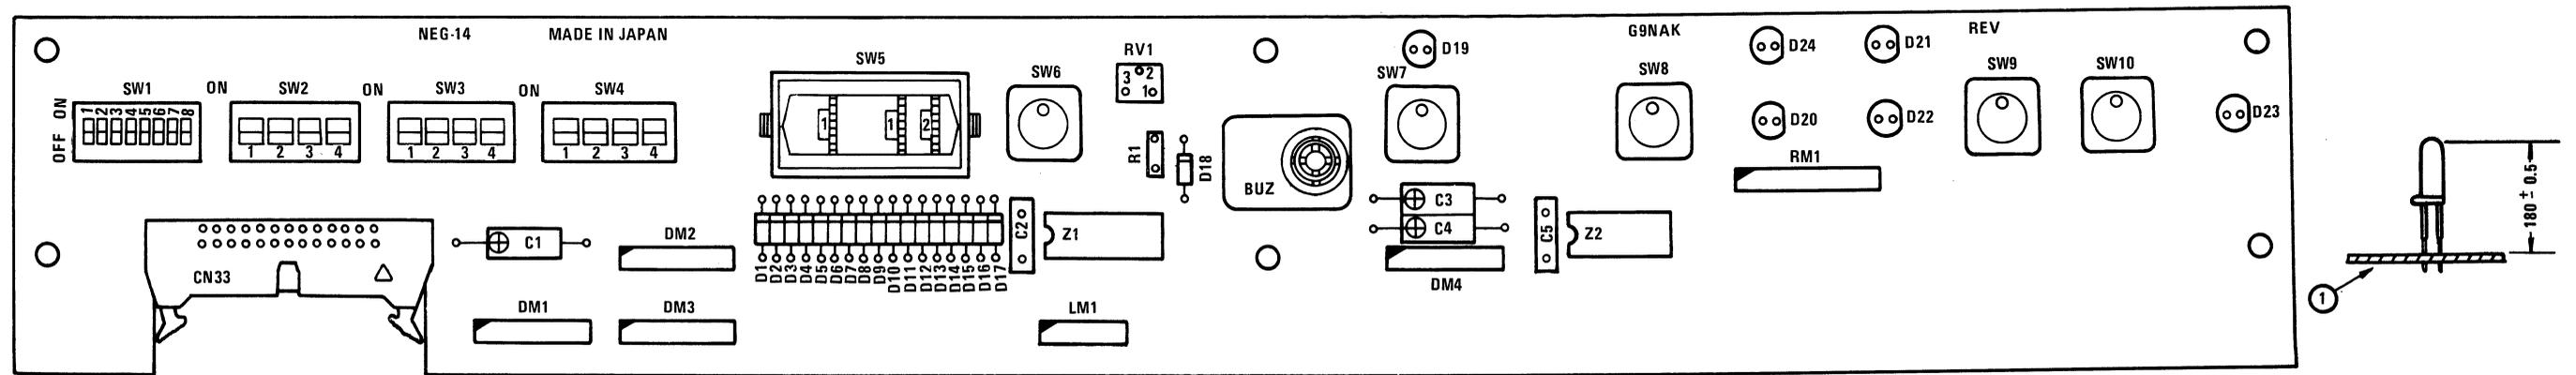 NEG-14 MADE IN JAPAN G9NAK REV
D19 D24 D21
SW1 ON SW2 ON SW3 ON SW4 SW5 SW6 RV1 SW7 SW8 SW9 SW10
3 2
1
OFF ON
1 2 3 4 5 6 7 8
1 2 3 4
1 2 3 4
1 2 3 4
1 1 2
D20 D22 D23
R1 D18
BUZ
RM1
180 ± 0.5
C3
C4
CN33
C1
DM2
C2
Z1
C5
Z2
D1 D2 D3 D4 D5 D6 D7 D8 D9 D10 D11 D12 D13 D14 D15 D16 D17
DM4
DM1 DM3 LM1
1